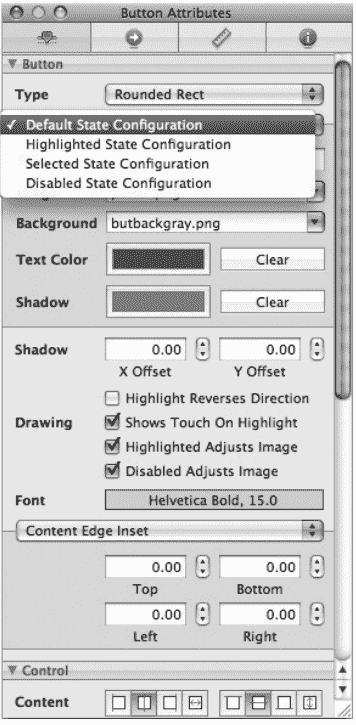 Button Attributes
Button
Type Rounded Rect
✓ Default State Configuration
Highlighted State Configuration
Selected State Configuration
Disabled State Configuration
Background butbackgray.png
Text Color Clear
Shadow Clear
Shadow 0.00 0.00
X Offset Y Offset
Highlight Reverses Direction
Drawing Shows Touch On Highlight
Highlighted Adjusts Image
Disabled Adjusts Image
Font Helvetica Bold, 15.0
Content Edge Inset
0.00 0.00
Top Bottom
0.00 0.00
Left Right
Control
Content